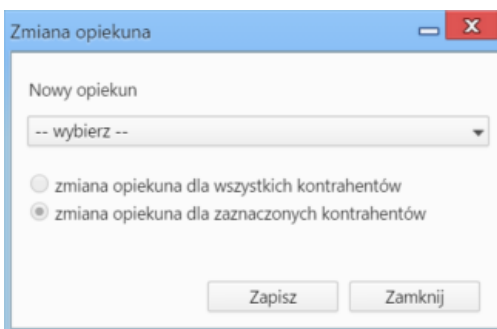 Zmiana opiekuna
Nowy opiekun
-- wybierz --
zmiana opiekuna dla wszystkich kontrahentów
zmiana opiekuna dla zaznaczonych kontrahentów
Zapisz Zamknij